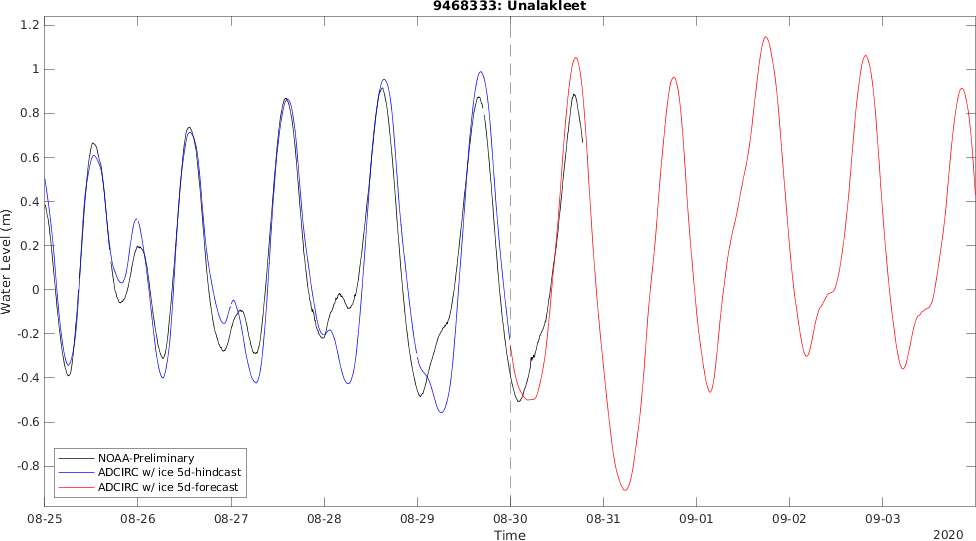 9468333: Unalakleet
1.2
1
0.8
0.6
0.4
0.2
0
-0.2
-0.4
-0.6
-0.8
Water Level (m)
NOAA-Preliminary
ADCIRC w/ ice 5d-hindcast
ADCIRC w/ ice 5d-forecast
08-25 08-26 08-27 08-28 08-29 08-30 08-31 09-01 09-02 09-03
Time
2020